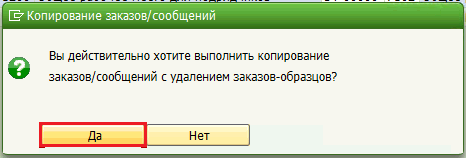 Копирование заказов/сообщений
Вы действительно хотите выполнить копирование
заказов/сообщений с удалением заказов-образцов?
Да
Нет